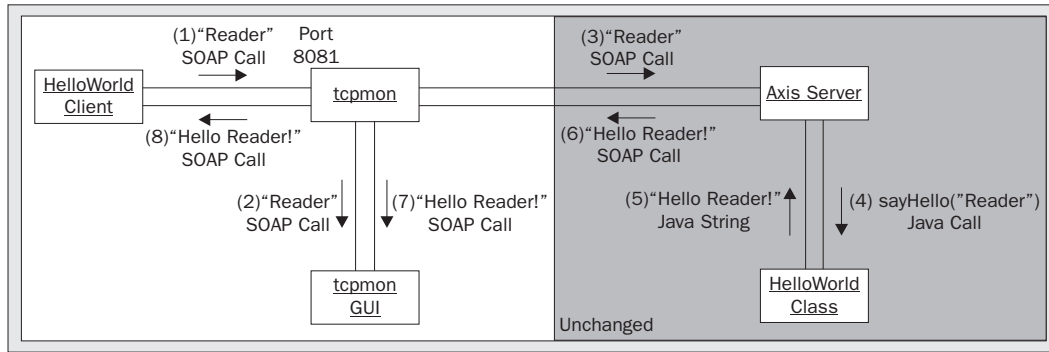 (1)“Reader”
SOAP Call
Port
8081
(3)“Reader”
SOAP Call
HelloWorld
Client
tcpmon
Axis Server
(8)“Hello Reader!”
SOAP Call
(6)“Hello Reader!”
SOAP Call
(2)“Reader”
SOAP Call
(7)“Hello Reader!”
SOAP Call
(5)“Hello Reader!”
Java String
(4) sayHello("Reader")
Java Call
tcpmon
GUI
HelloWorld
Class
Unchanged